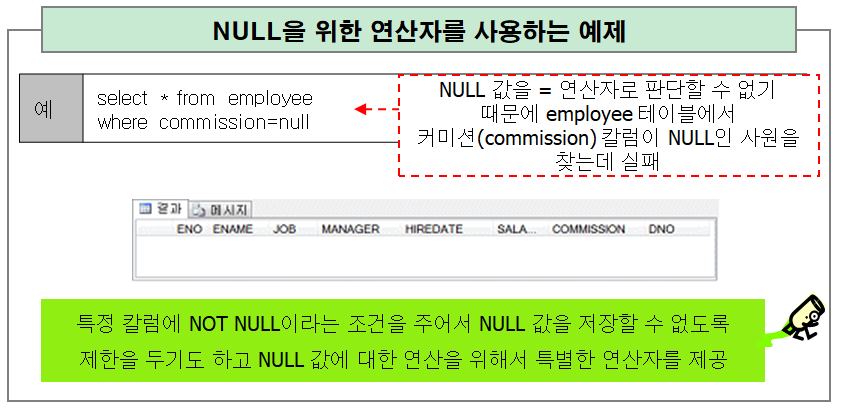 NULL을 위한 연산자를 사용하는 예제
예
select * from employee
where commission=null
NULL 값을 = 연산자로 판단할 수 없기
때문에 employee 테이블에서
커미션(commission) 칼럼이 NULL인 사원을
찾는데 실패
결과 메시지
ENO ENAME JOB MANAGER HIREDATE SALA... COMMISSION DNO
특정 칼럼에 NOT NULL이라는 조건을 주어서 NULL 값을 저장할 수 없도록
제한을 두기도 하고 NULL 값에 대한 연산을 위해서 특별한 연산자를 제공